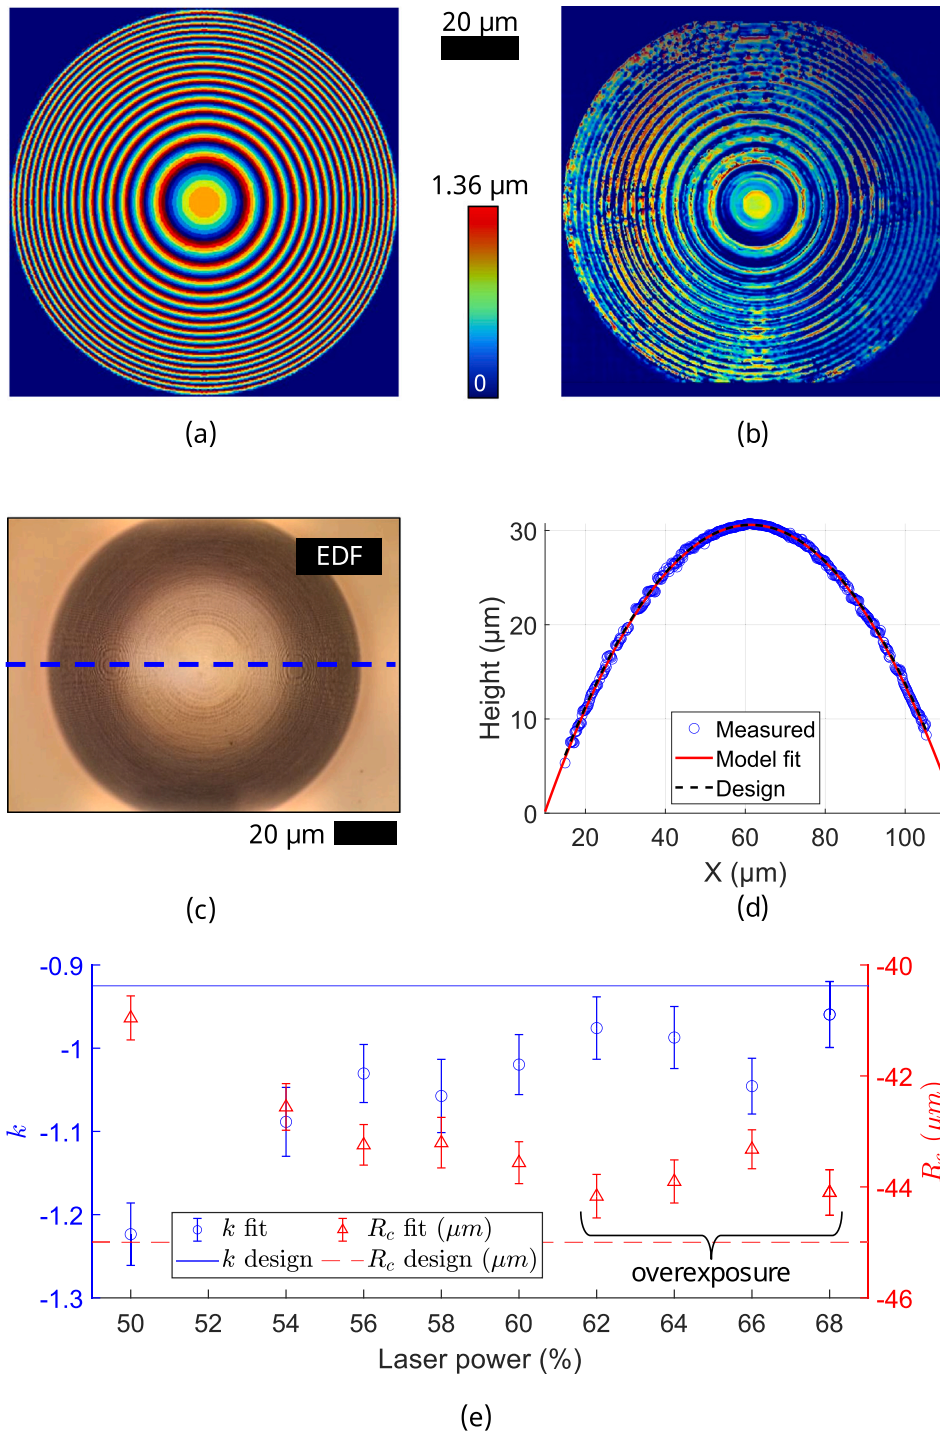 20 µm
1.36 µm
0
(a)
(b)
EDF
20 µm
(c)
30
20
10
0
Height (µm)
Measured
Model fit
Design
20
40
60
80
100
X (µm)
(d)
-0.9
-1
-1.1
-1.2
-1.3
k
-40
-42
-44
-46
R_c (µm)
k fit
R_c fit (µm)
k design
R_c design (µm)
overexposure
50
52
54
56
58
60
62
64
66
68
Laser power (%)
(e)